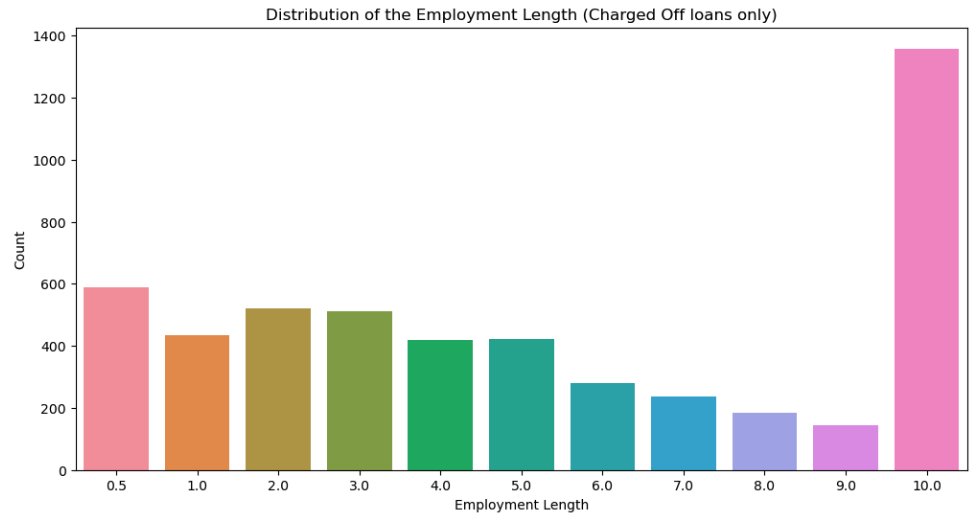 Distribution of the Employment Length (Charged Off loans only)
1400
1200
1000
800
600
400
200
0
Count
0.5 1.0 2.0 3.0 4.0 5.0 6.0 7.0 8.0 9.0 10.0
Employment Length